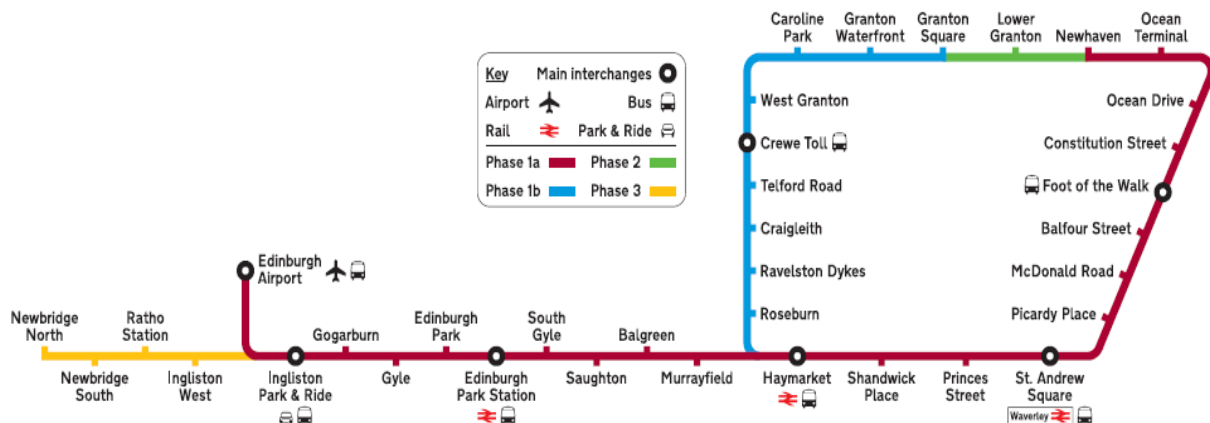 Caroline
Park
Granton
Waterfront
Granton
Square
Lower
Granton
Newhaven
Ocean
Terminal
Key
Main interchanges
Airport
Bus
Rail
Park & Ride
Phase 1a
Phase 2
Phase 1b
Phase 3
West Granton
Crewe Toll
Telford Road
Craigleith
Ravelston Dykes
Roseburn
Ocean Drive
Constitution Street
Foot of the Walk
Balfour Street
McDonald Road
Picardy Place
Edinburgh
Airport
Newbridge
North
Ratho
Station
Gogarburn
Edinburgh
Park
South
Gyle
Balgreen
Newbridge
South
Ingliston
West
Ingliston
Park & Ride
Gyle
Edinburgh
Park Station
Saughton
Murrayfield
Haymarket
Shandwick
Place
Princes
Street
St. Andrew
Square
Waverley